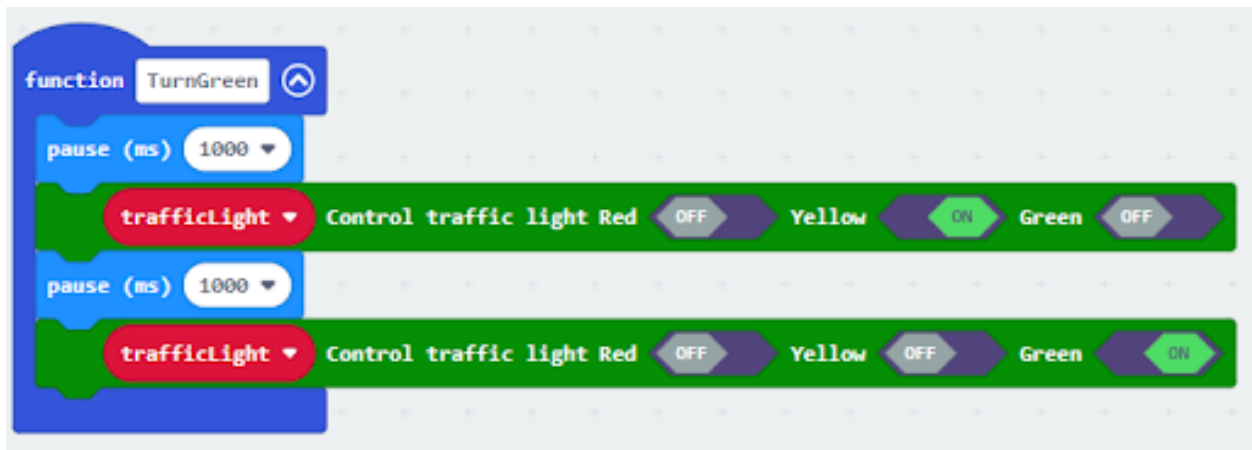 function TurnGreen
pause (ms) 1000
trafficLight Control traffic light Red OFF Yellow ON Green OFF
pause (ms) 1000
trafficLight Control traffic light Red OFF Yellow OFF Green ON